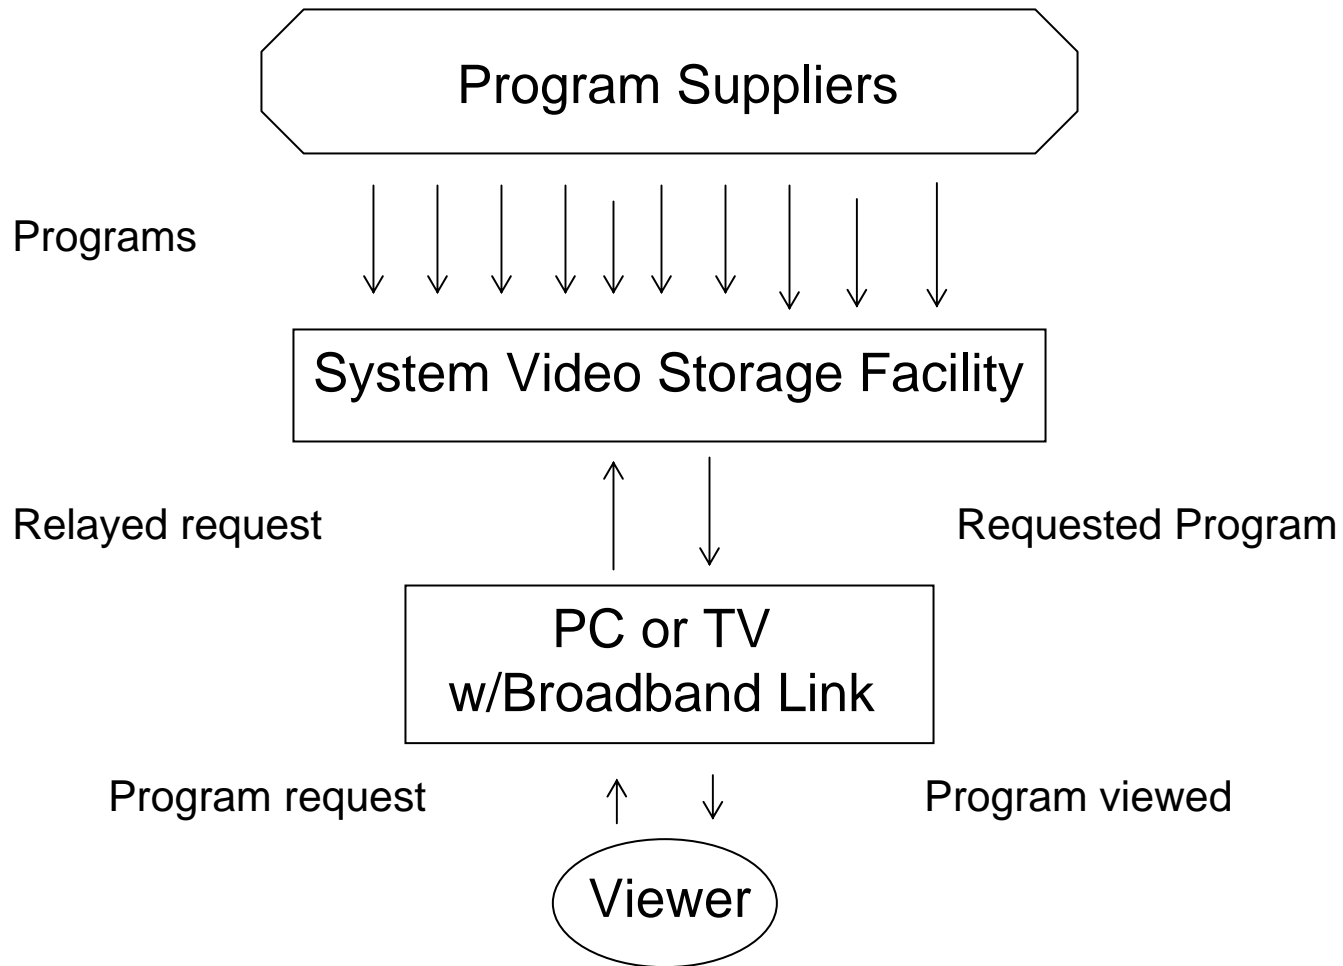 Program Suppliers
Programs
System Video Storage Facility
Relayed request
Requested Program
PC or TV
w/Broadband Link
Program request
Program viewed
Viewer